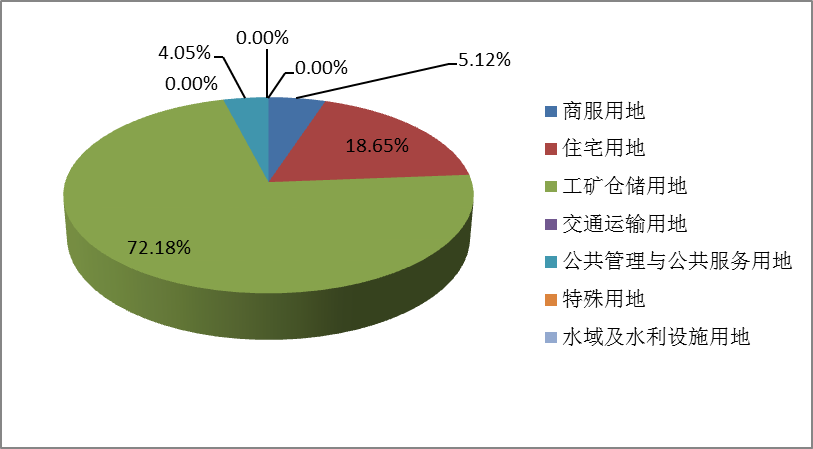 0.00%
4.05%
0.00%
5.12%
0.00%
18.65%
72.18%
商服用地
住宅用地
工矿仓储用地
交通运输用地
公共管理与公共服务用地
特殊用地
水域及水利设施用地